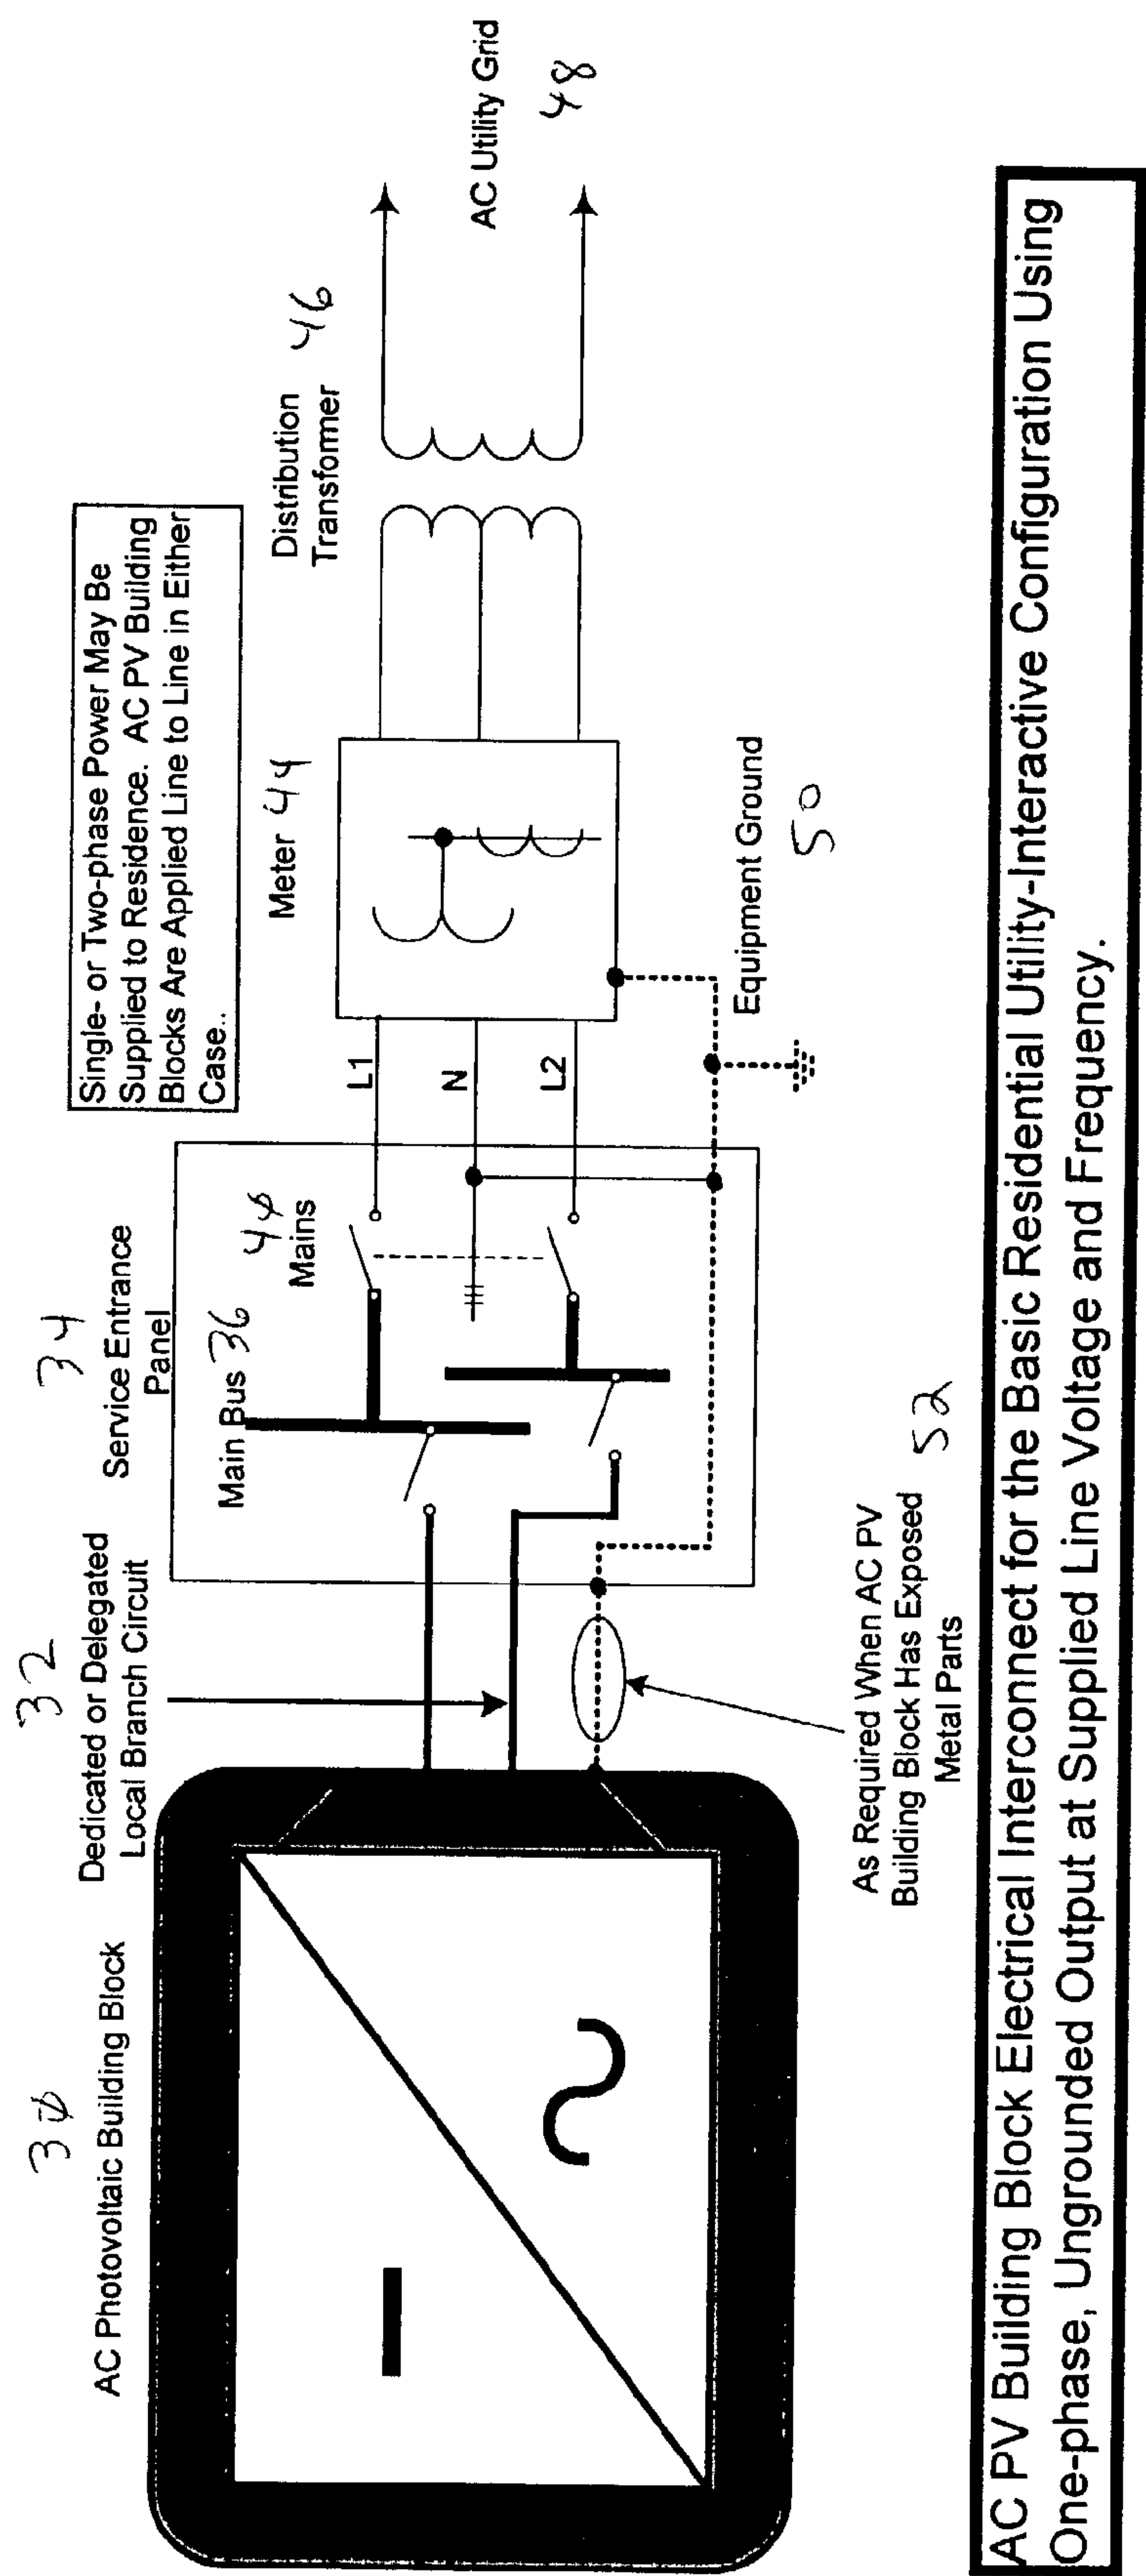 30
AC Photovoltaic Building Block
32
Dedicated or Delegated
Local Branch Circuit
34
Service Entrance
Panel
Main Bus 36
40
Mains
Single- or Two-phase Power May Be
Supplied to Residence. AC PV Building
Blocks Are Applied Line to Line in Either
Case..
L1
N
L2
Meter 44
Distribution 46
Transformer
AC Utility Grid
48
Equipment Ground
50
As Required When AC PV
Building Block Has Exposed 52
Metal Parts
AC PV Building Block Electrical Interconnect for the Basic Residential Utility-Interactive Configuration Using
One-phase, Ungrounded Output at Supplied Line Voltage and Frequency.